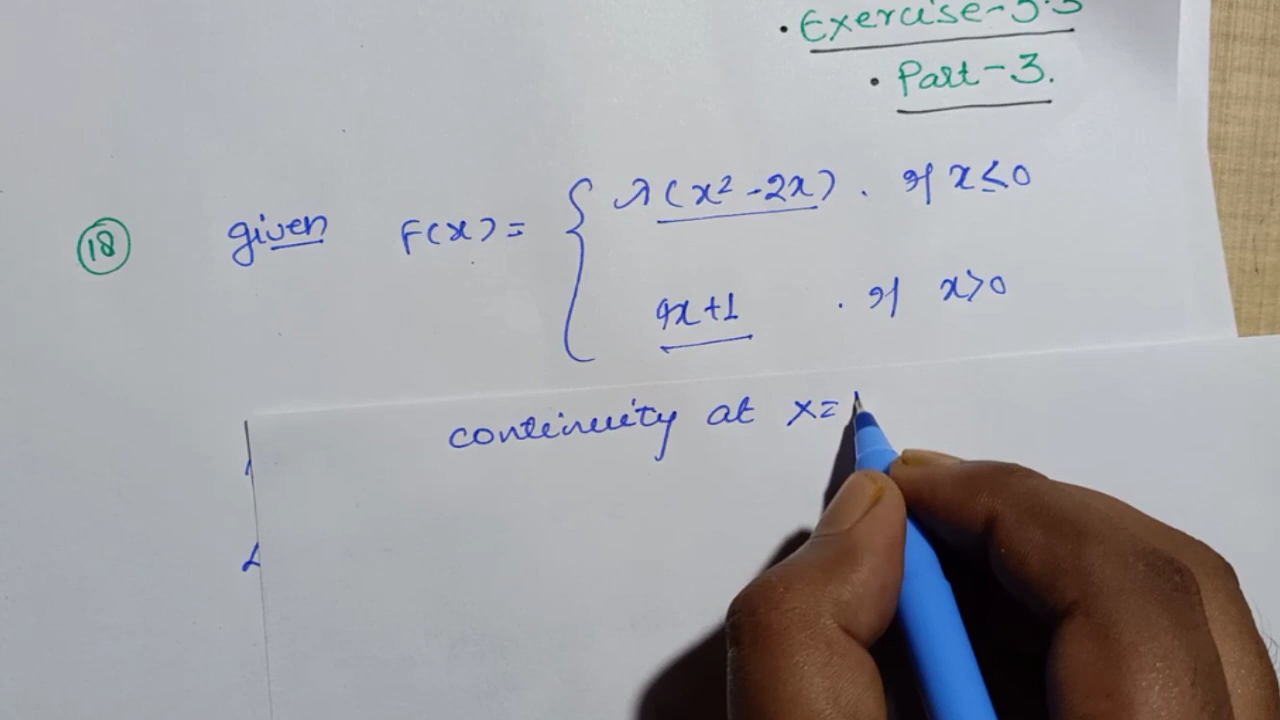 • Exercise-5.3
• Part-3.
18 given F(x) = { λ(x² - 2x) . if x ≤ 0
4x+1 . if x>0
continuity at x=